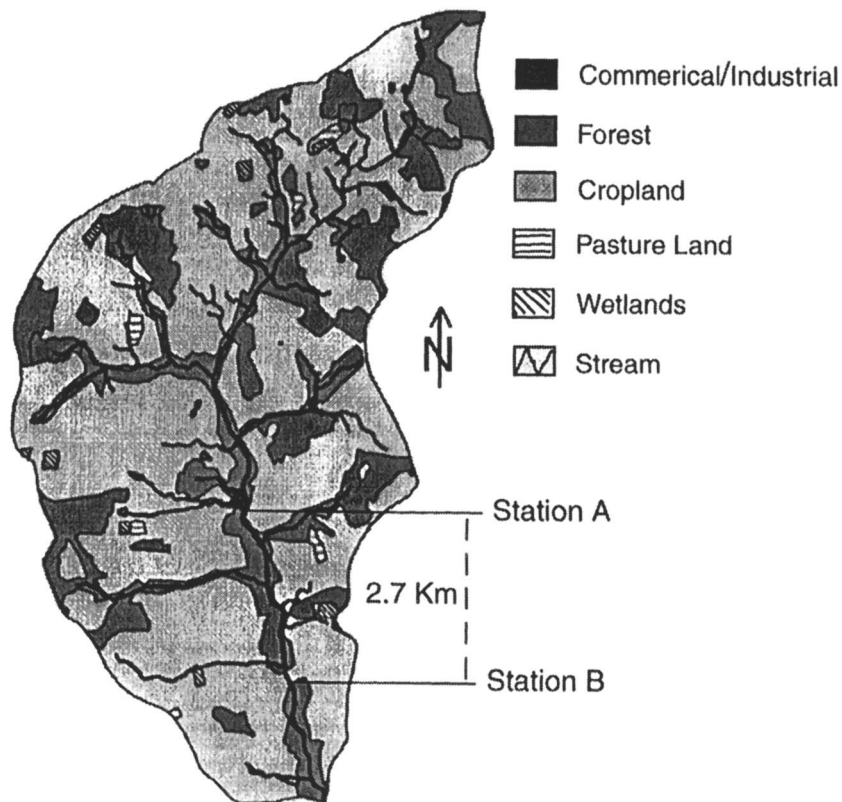 Commerical/Industrial
Forest
Cropland
Pasture Land
Wetlands
N
Stream
Station A
2.7 Km
Station B